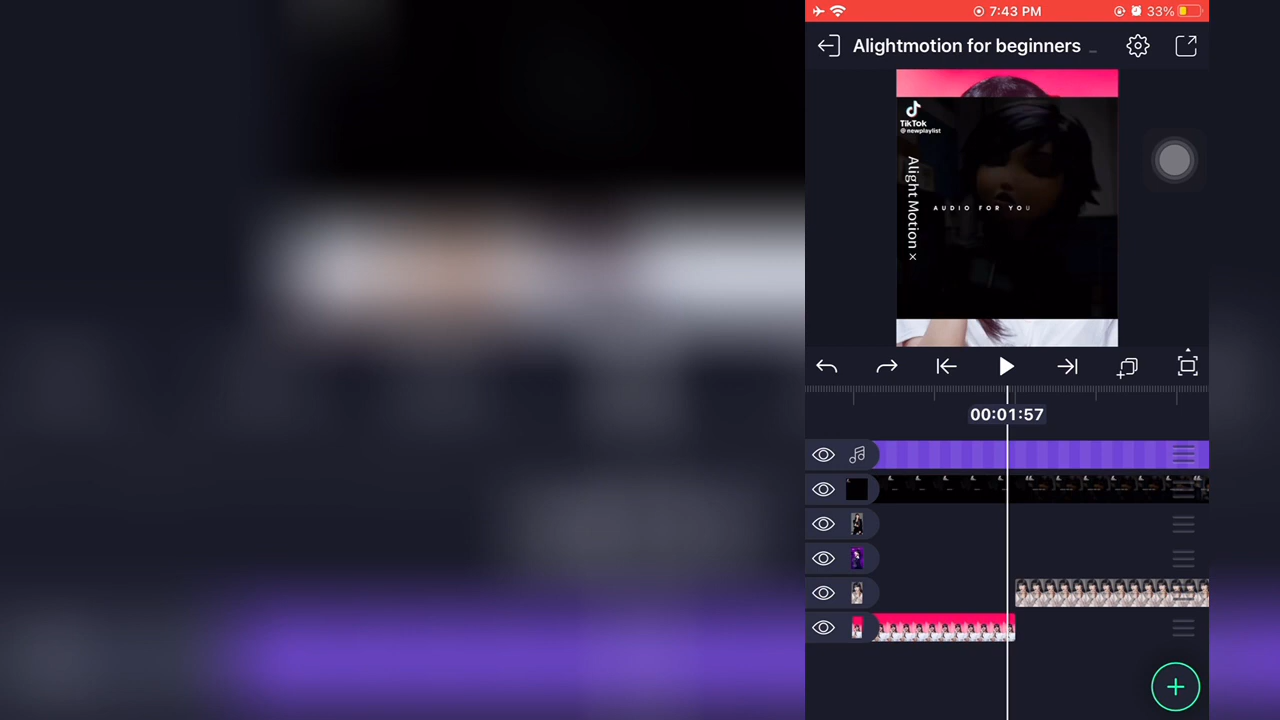 7:43 PM 33%
Alightmotion for beginners
TikTok
@newplaylist
Alight Motion ×
AUDIO FOR YOU
00:01:57